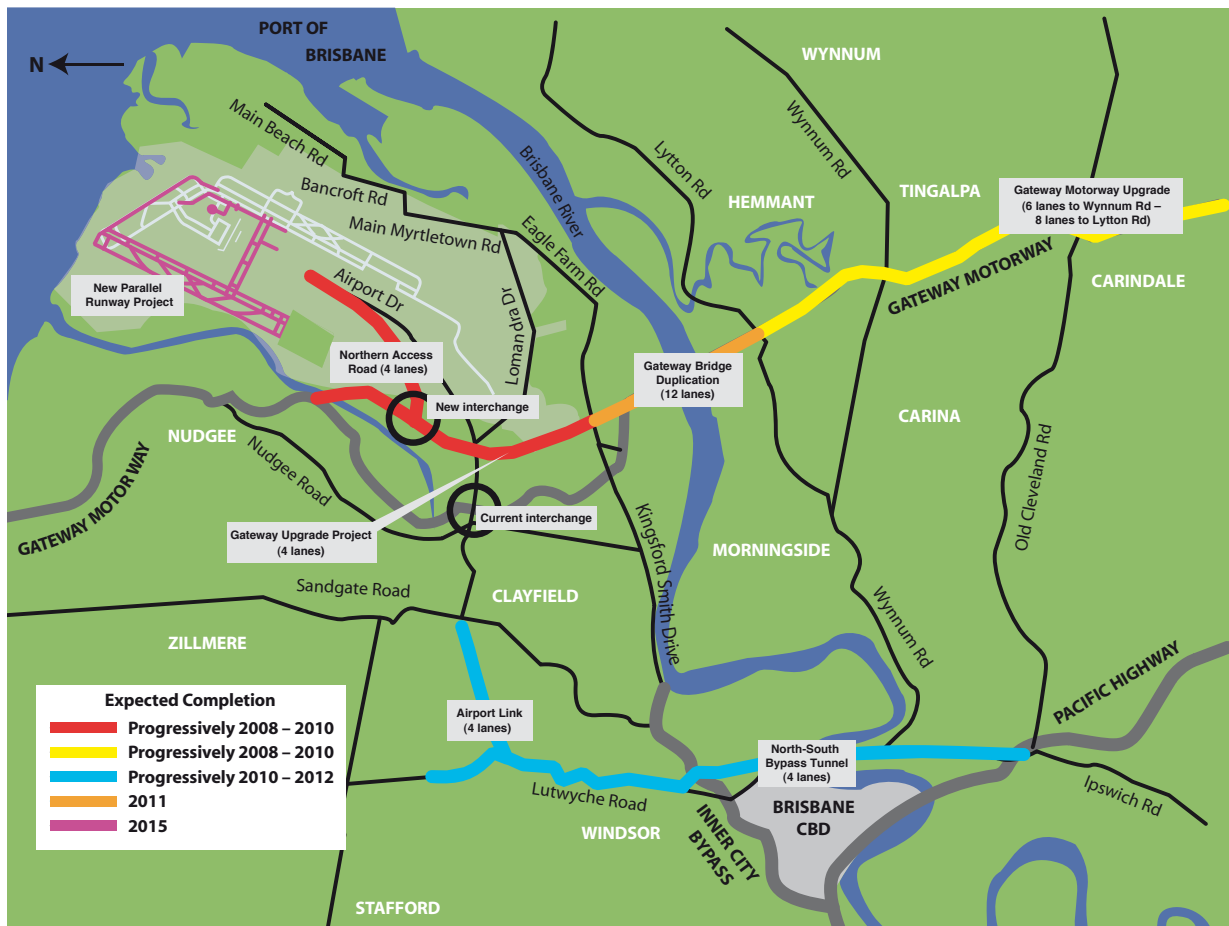 PORT OF
BRISBANE
N
WYNNUM
Main Beach Rd
Bancroft Rd
Main Myrtletown Rd
Brisbane River
Lytton Rd
Wynnum Rd
HEMMANT
TINGALPA
Gateway Motorway Upgrade
(6 lanes to Wynnum Rd –
8 lanes to Lytton Rd)
New Parallel
Runway Project
Airport Dr
Eagle Farm Rd
Lomandra Dr
GATEWAY MOTORWAY
CARINDALE
Northern Access
Road (4 lanes)
Gateway Bridge
Duplication
(12 lanes)
New interchange
NUDGEE
Nudgee Road
CARINA
GATEWAY MOTOR WAY
Old Cleveland Rd
Gateway Upgrade Project
(4 lanes)
Current interchange
Kingsford Smith Drive
MORNINGSIDE
Sandgate Road
CLAYFIELD
Wynnum Rd
ZILLMERE
PACIFIC HIGHWAY
Expected Completion
Progressively 2008 – 2010
Progressively 2008 – 2010
Progressively 2010 – 2012
2011
2015
Airport Link
(4 lanes)
North-South
Bypass Tunnel
(4 lanes)
Lutwyche Road
Ipswich Rd
WINDSOR
INNER CITY
BYPASS
BRISBANE
CBD
STAFFORD